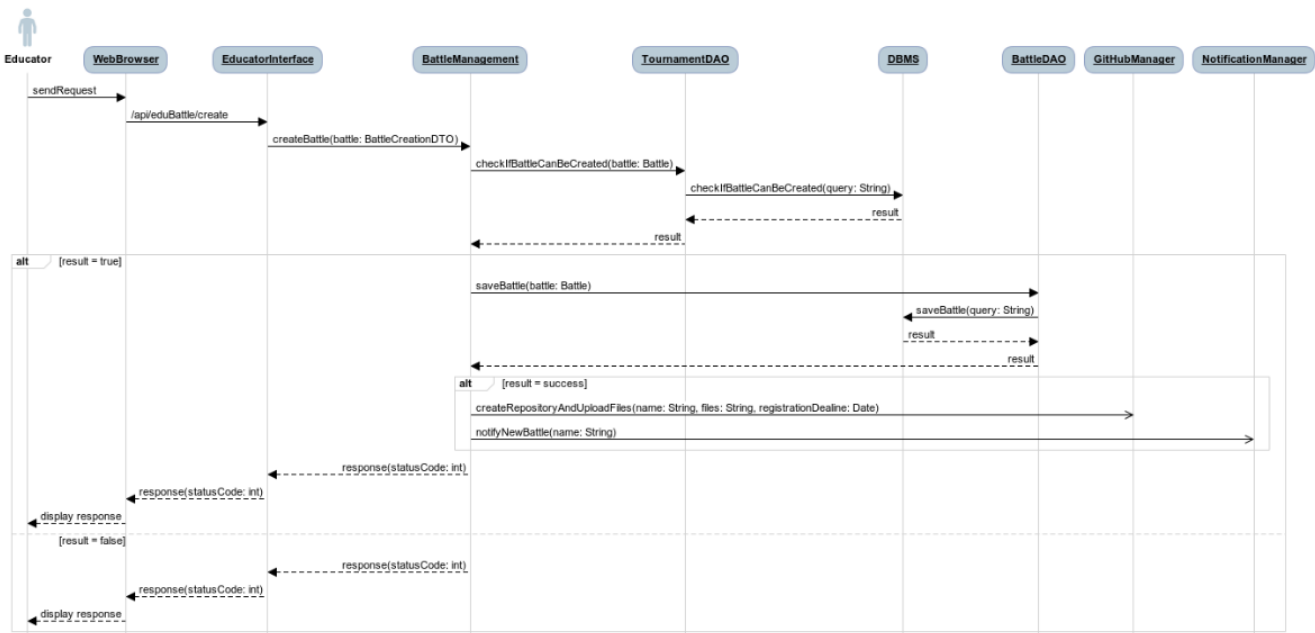 Educator WebBrowser EducatorInterface BattleManagement TournamentDAO DBMS BattleDAO GitHubManager NotificationManager
sendRequest
/api/eduBattle/create
createBattle(battle: BattleCreationDTO)
checkIfBattleCanBeCreated(battle: Battle)
checkIfBattleCanBeCreated(query: String)
result
result
alt [result = true]
saveBattle(battle: Battle)
saveBattle(query: String)
result
result
alt [result = success]
createRepositoryAndUploadFiles(name: String, files: String, registrationDealine: Date)
notifyNewBattle(name: String)
response(statusCode: int)
response(statusCode: int)
display response
[result = false]
response(statusCode: int)
response(statusCode: int)
display response